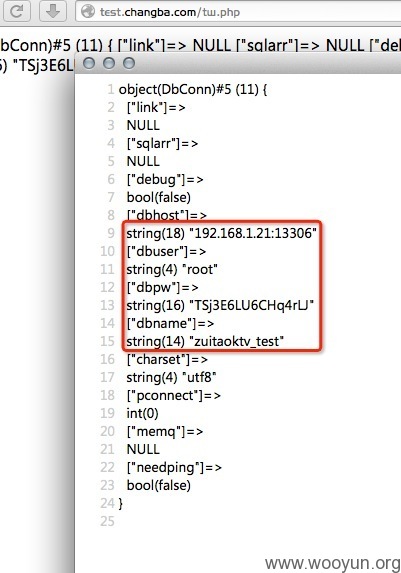 test.changba.com/tw.php
bConn)#5 (11) { ["link"]=> NULL ["sqlarr"]=> NULL
"TSj3E6L
1 object(DbConn)#5 (11) {
2 ["link"]=>
3 NULL
4 ["sqlarr"]=>
5 NULL
6 ["debug"]=>
7 bool(false)
8 ["dbhost"]=>
9 string(18) "192.168.1.21:13306"
10 ["dbuser"]=>
11 string(4) "root"
12 ["dbpw"]=>
13 string(16) "TSj3E6LU6CHq4rLJ"
14 ["dbname"]=>
15 string(14) "zuitaoktv_test"
16 ["charset"]=>
17 string(4) "utf8"
18 ["pconnect"]=>
19 int(0)
20 ["memq"]=>
21 NULL
22 ["needping"]=>
23 bool(false)
24 }
25
www.wooyun.org